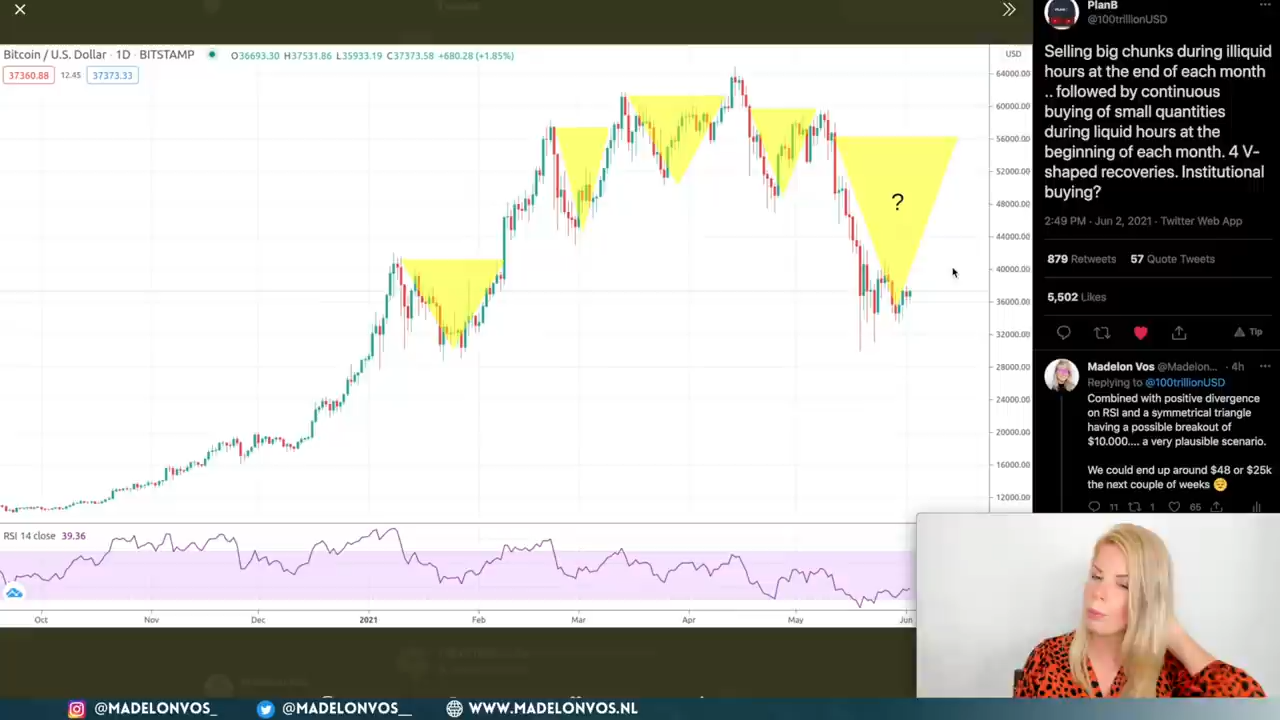 Bitcoin / U.S. Dollar · 1D · BITSTAMP
O36693.30 H37531.86 L35933.19 C37373.58 +680.28 (+1.85%)
37360.88 12.45 37373.33
USD
64000.00
60000.00
56000.00
52000.00
48000.00
44000.00
40000.00
36000.00
32000.00
28000.00
24000.00
20000.00
16000.00
12000.00
?
RSI 14 close 39.36
Oct Nov Dec 2021 Feb Mar Apr May Jun
PlanB
@100trillionUSD
Selling big chunks during illiquid
hours at the end of each month
.. followed by continuous
buying of small quantities
during liquid hours at the
beginning of each month. 4 V-
shaped recoveries. Institutional
buying?
2:49 PM · Jun 2, 2021 · Twitter Web App
879 Retweets 57 Quote Tweets
5,502 Likes
Tip
Madelon Vos @Madelon... · 4h
Replying to @100trillionUSD
Combined with positive divergence
on RSI and a symmetrical triangle
having a possible breakout of
$10.000.... a very plausible scenario.
We could end up around $48 or $25k
the next couple of weeks
11 1 65
@MADELONVOS_ @MADELONVOS__ WWW.MADELONVOS.NL